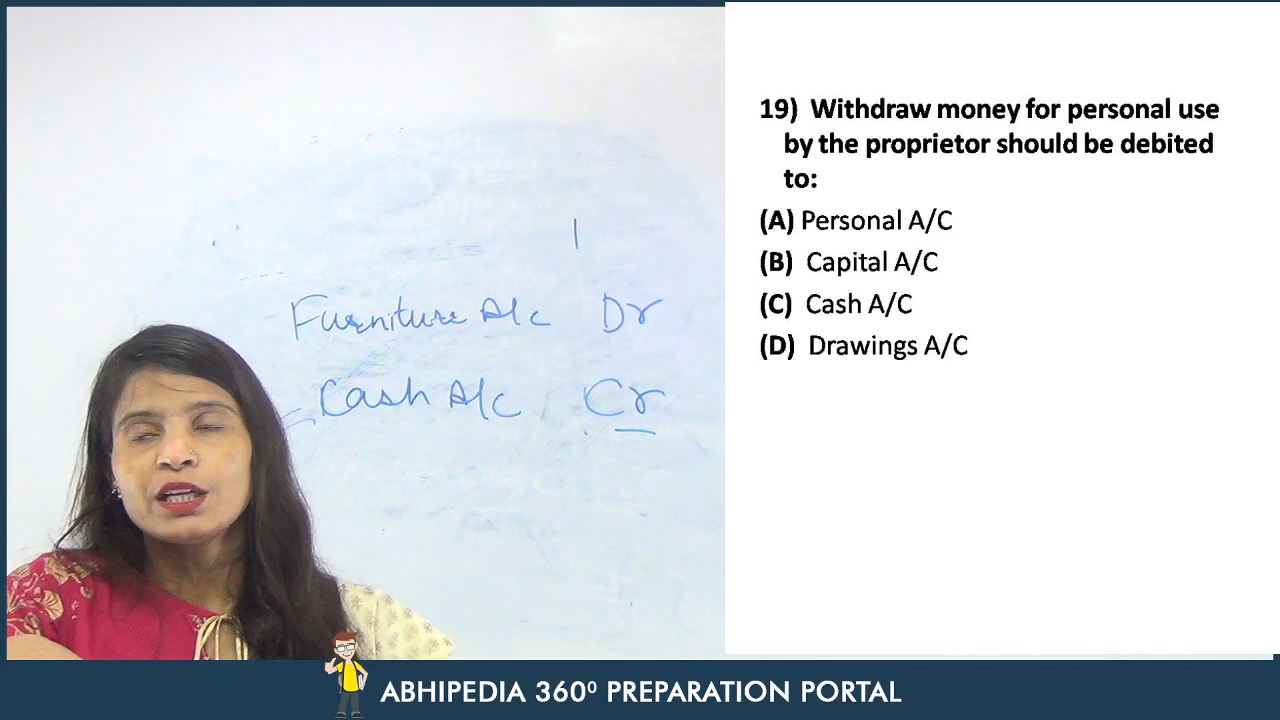 Furniture A/c Dr
Cash A/c Cr
19) Withdraw money for personal use
by the proprietor should be debited
to:
(A) Personal A/C
(B) Capital A/C
(C) Cash A/C
(D) Drawings A/C
ABHIPEDIA 360⁰ PREPARATION PORTAL